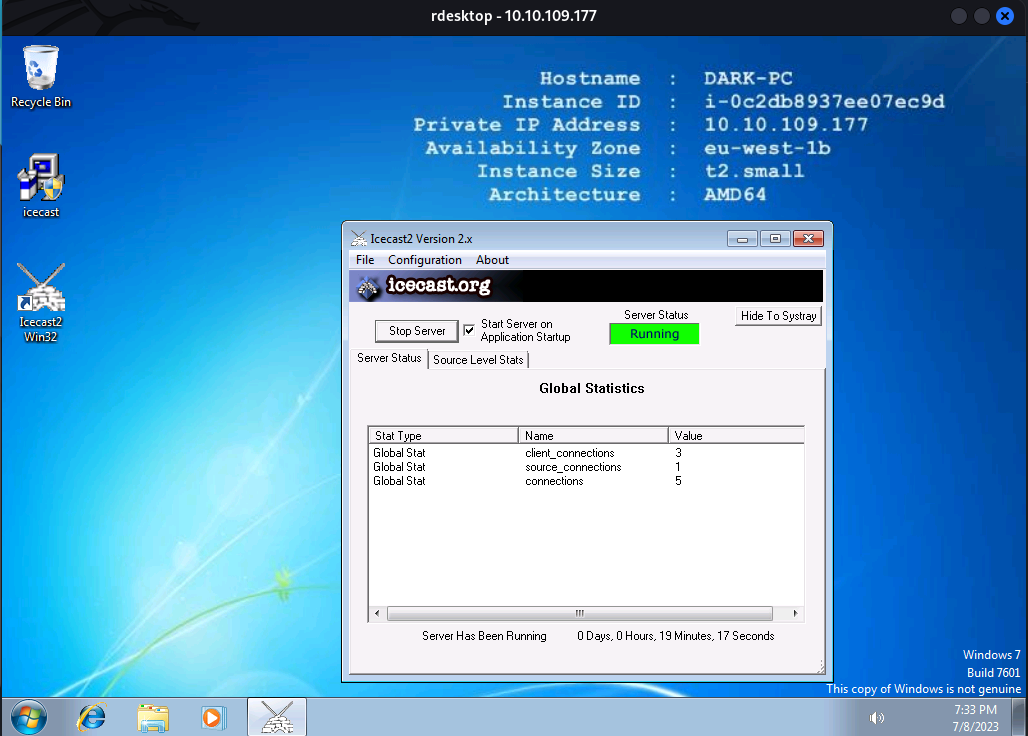 rdesktop - 10.10.109.177
Recycle Bin
Hostname : DARK-PC
Instance ID : i-0c2db8937ee07ec9d
Private IP Address : 10.10.109.177
Availability Zone : eu-west-1b
Instance Size : t2.small
Architecture : AMD64
icecast
Icecast2
Win32
Icecast2 Version 2.x
File Configuration About
icecast.org
Stop Server
Start Server on
Application Startup
Server Status
Running
Hide To Systray
Server Status Source Level Stats
Global Statistics
Stat Type Name Value
Global Stat client_connections 3
Global Stat source_connections 1
Global Stat connections 5
Server Has Been Running 0 Days, 0 Hours, 19 Minutes, 17 Seconds
Windows 7
Build 7601
This copy of Windows is not genuine
7:33 PM
7/8/2023